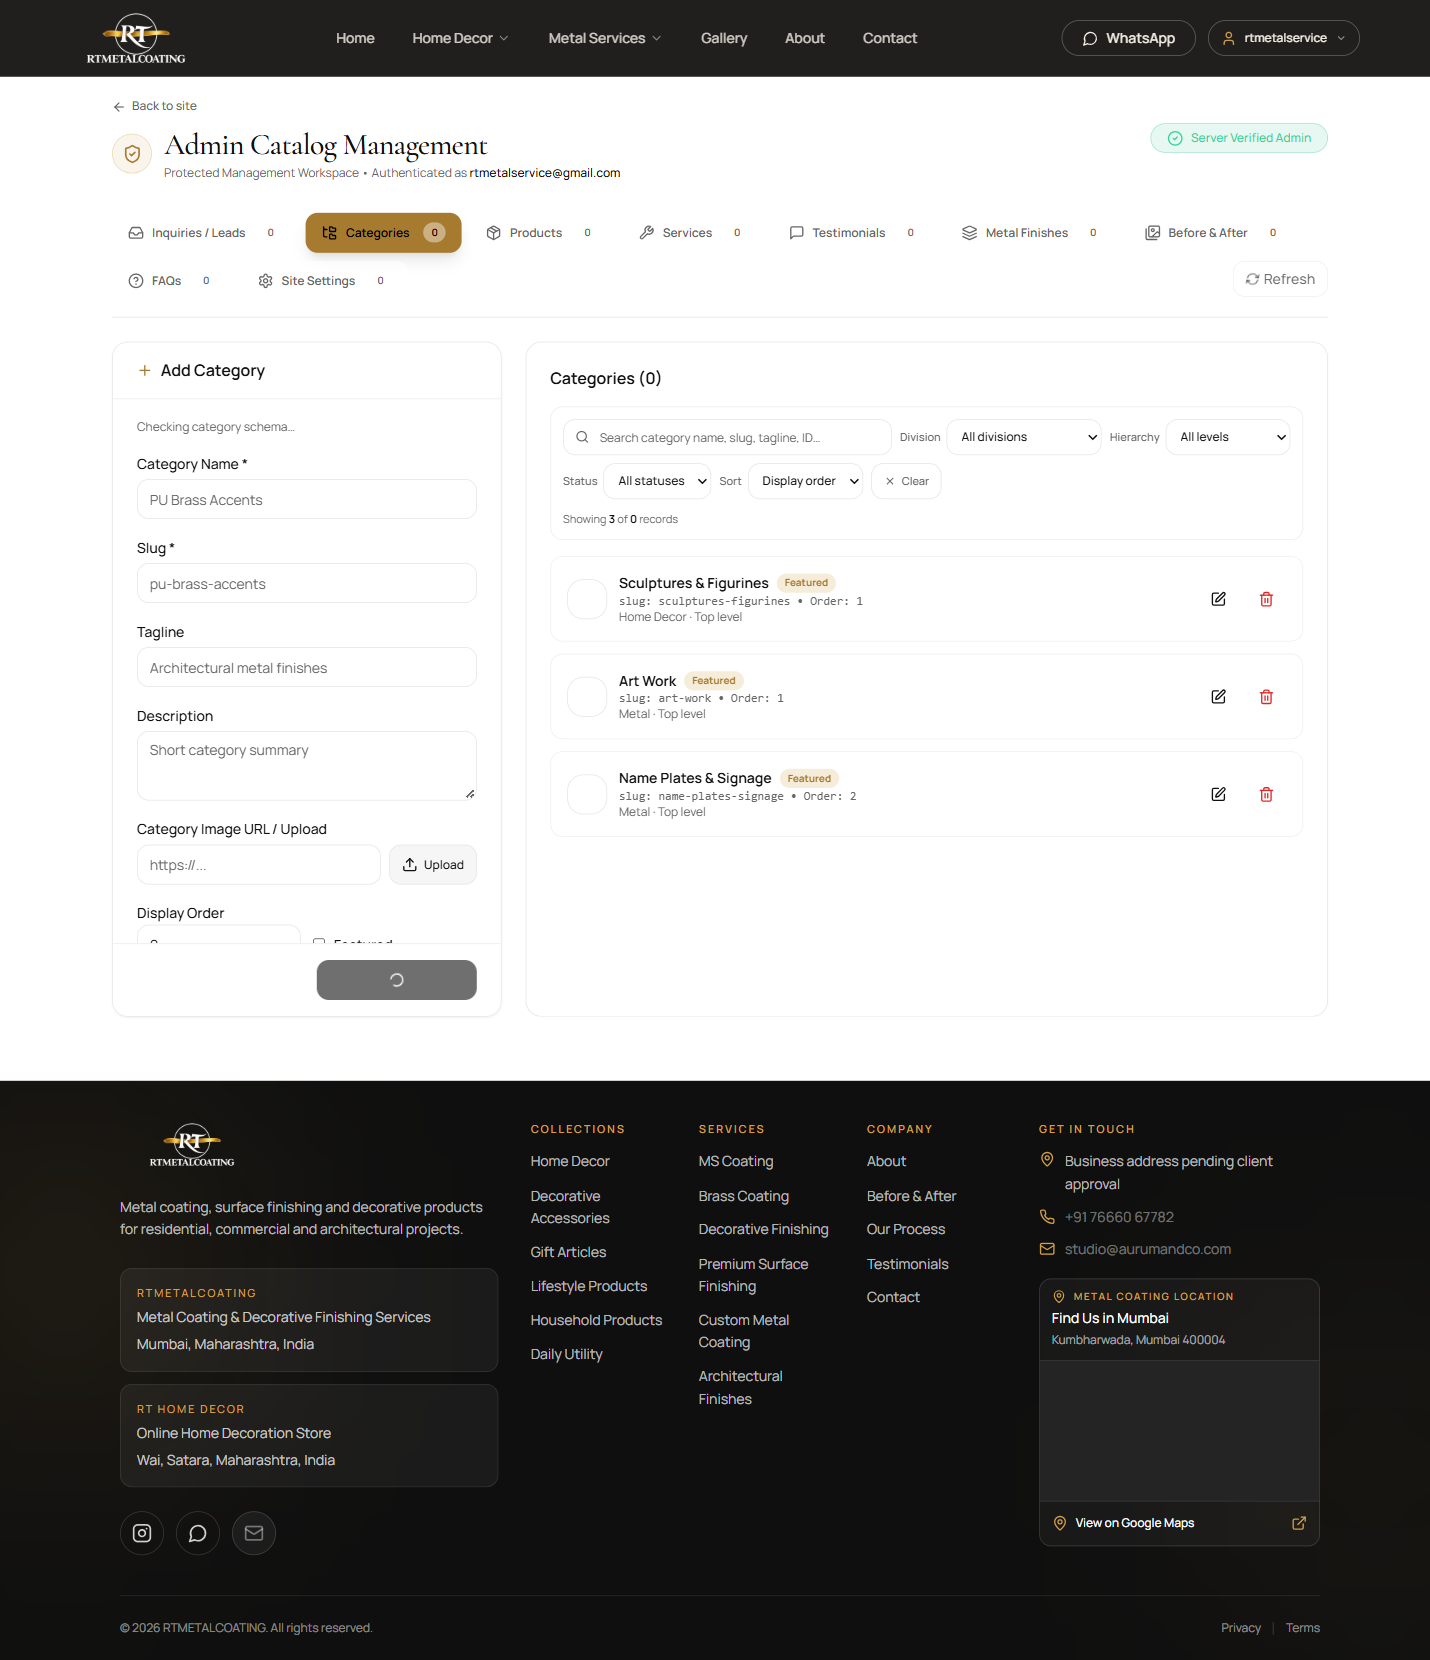 RT
RTMETALCOATING
Home
Home Decor
Metal Services
Gallery
About
Contact
WhatsApp
rtmetalservice
Back to site
Admin Catalog Management
Protected Management Workspace • Authenticated as rtmetalservice@gmail.com
Server Verified Admin
Inquiries / Leads 0
Categories 0
Products 0
Services 0
Testimonials 0
Metal Finishes 0
Before & After 0
FAQs 0
Site Settings 0
Refresh
Add Category
Checking category schema...
Category Name *
PU Brass Accents
Slug *
pu-brass-accents
Tagline
Architectural metal finishes
Description
Short category summary
Category Image URL / Upload
https://...
Upload
Display Order
0
Featured
Categories (0)
Search category name, slug, tagline, ID...
Division
All divisions
Hierarchy
All levels
Status
All statuses
Sort
Display order
Clear
Showing 3 of 0 records
Sculptures & Figurines Featured
slug: sculptures-figurines • Order: 1
Home Decor · Top level
Art Work Featured
slug: art-work • Order: 1
Metal · Top level
Name Plates & Signage Featured
slug: name-plates-signage • Order: 2
Metal · Top level
RT
RTMETALCOATING
Metal coating, surface finishing and decorative products
for residential, commercial and architectural projects.
RTMETALCOATING
Metal Coating & Decorative Finishing Services
Mumbai, Maharashtra, India
RT HOME DECOR
Online Home Decoration Store
Wai, Satara, Maharashtra, India
COLLECTIONS
Home Decor
Decorative
Accessories
Gift Articles
Lifestyle Products
Household Products
Daily Utility
SERVICES
MS Coating
Brass Coating
Decorative Finishing
Premium Surface
Finishing
Custom Metal
Coating
Architectural
Finishes
COMPANY
About
Before & After
Our Process
Testimonials
Contact
GET IN TOUCH
Business address pending client
approval
+91 76660 67782
studio@aurumandco.com
METAL COATING LOCATION
Find Us in Mumbai
Kumbharwada, Mumbai 400004
View on Google Maps
© 2026 RTMETALCOATING. All rights reserved.
Privacy | Terms